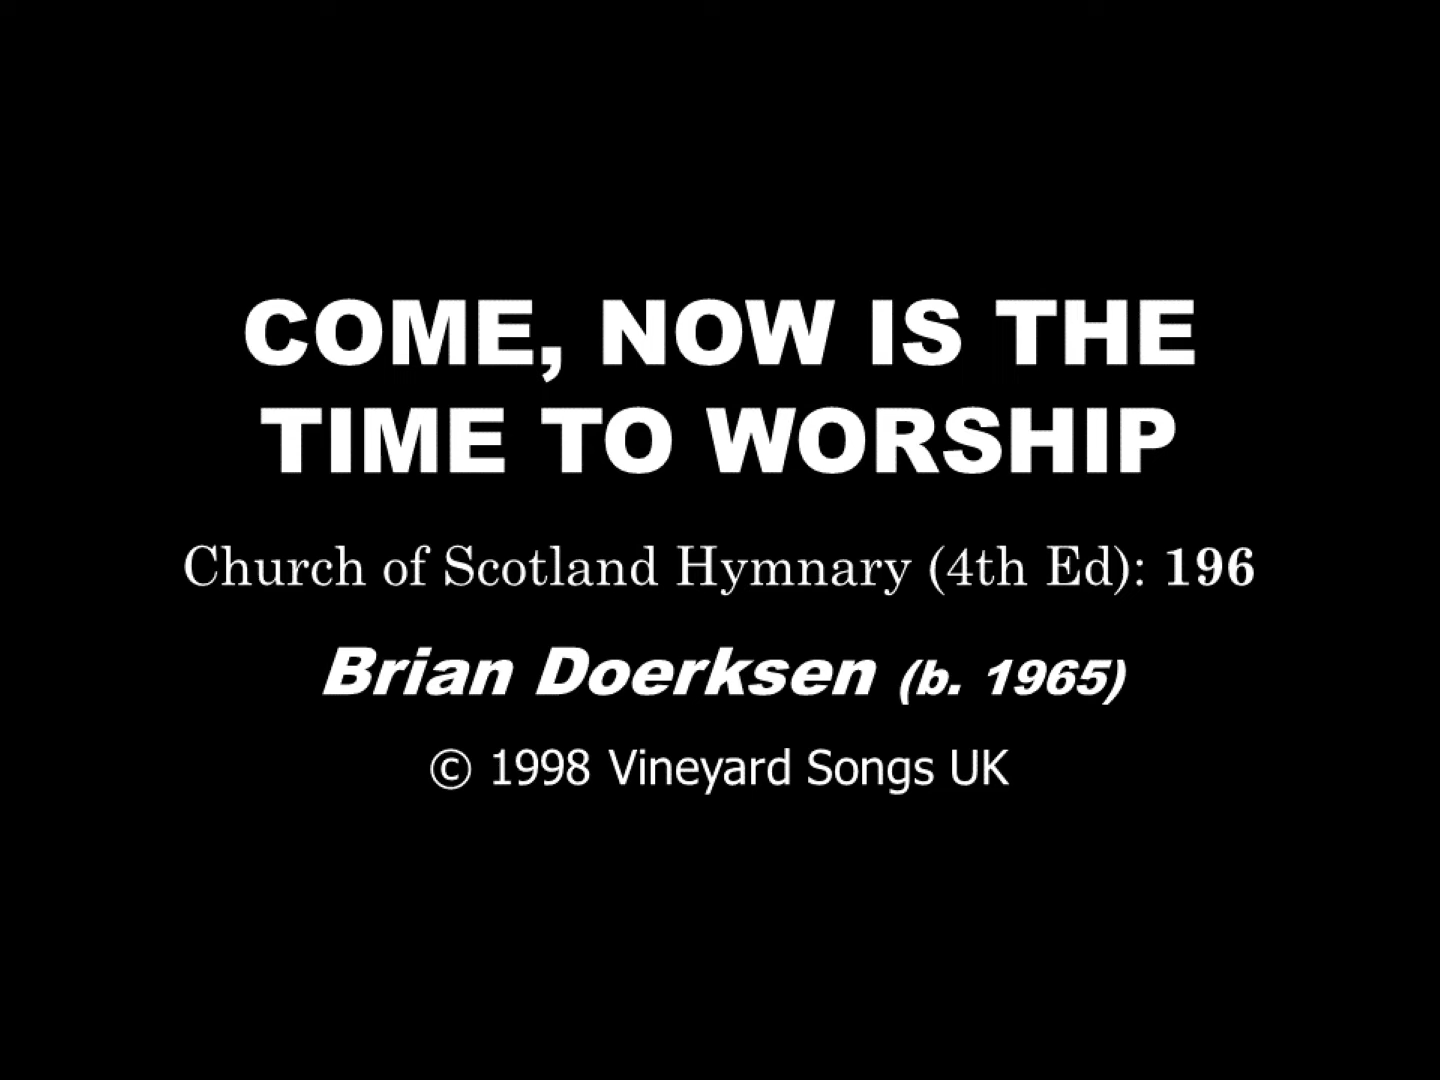 COME, NOW IS THE
TIME TO WORSHIP
Church of Scotland Hymnary (4th Ed): 196
Brian Doerksen (b. 1965)
© 1998 Vineyard Songs UK